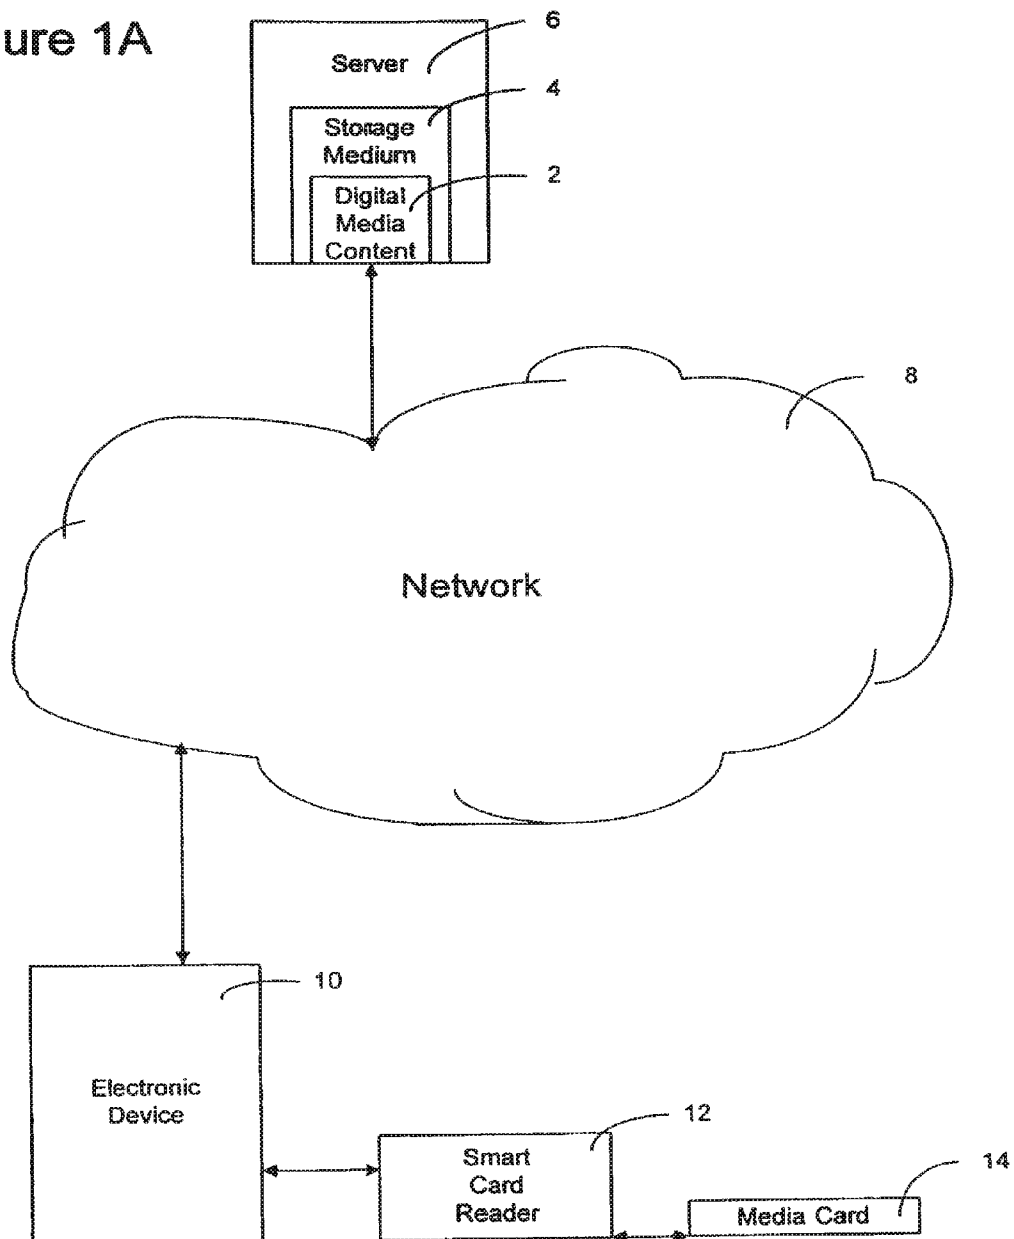 ure 1A
6
Server
4
Storage
Medium
2
Digital
Media
Content
8
Network
10
Electronic
Device
12
Smart
Card
Reader
14
Media Card